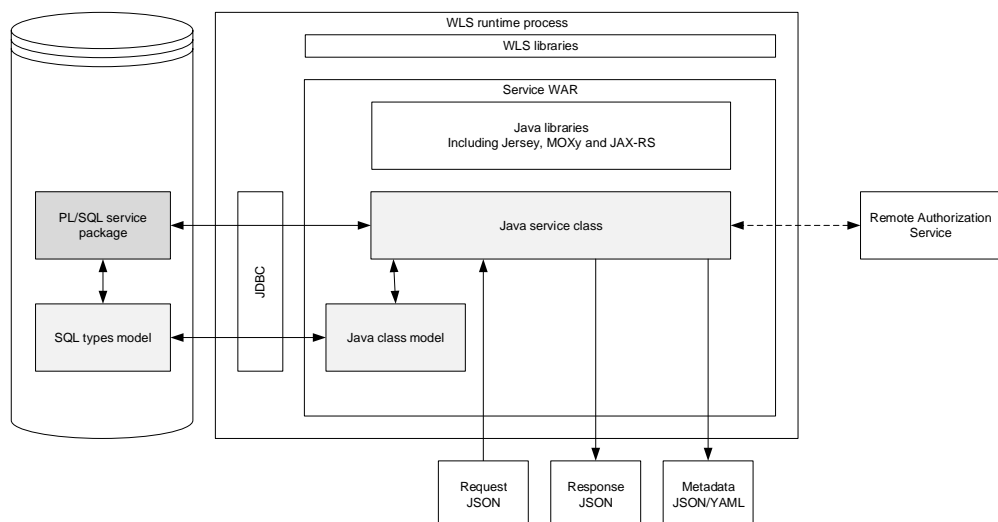 WLS runtime process
WLS libraries
Service WAR
Java libraries
Including Jersey, MOXy and JAX-RS
PL/SQL service
package
JDBC
Java service class
Remote Authorization
Service
SQL types model
Java class model
Request
JSON
Response
JSON
Metadata
JSON/YAML